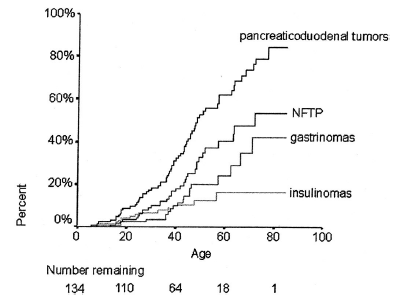 100%
pancreaticoduodenal tumors
80%
60%
NFTP
40%
gastrinomas
20%
insulinomas
0%
Percent
0 20 40 60 80 100
Age
Number remaining
134 110 64 18 1